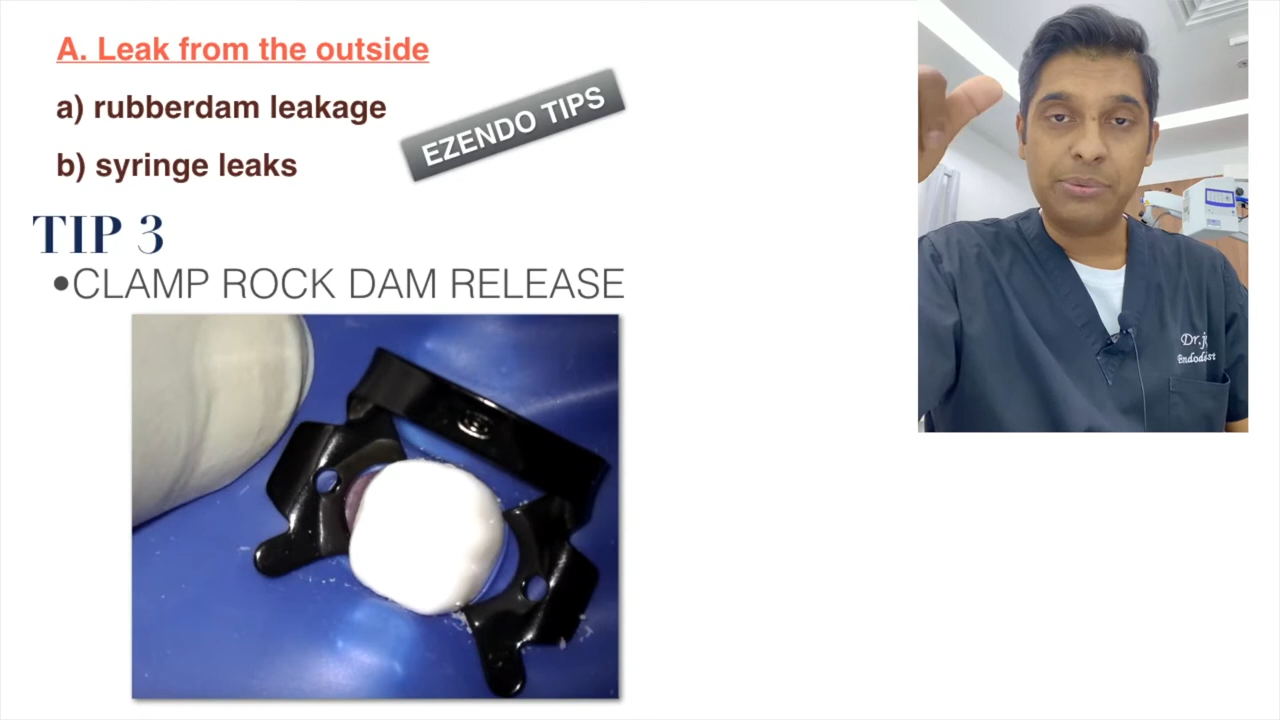 A. Leak from the outside
a) rubberdam leakage
EZENDO TIPS
b) syringe leaks
TIP 3
•CLAMP ROCK DAM RELEASE